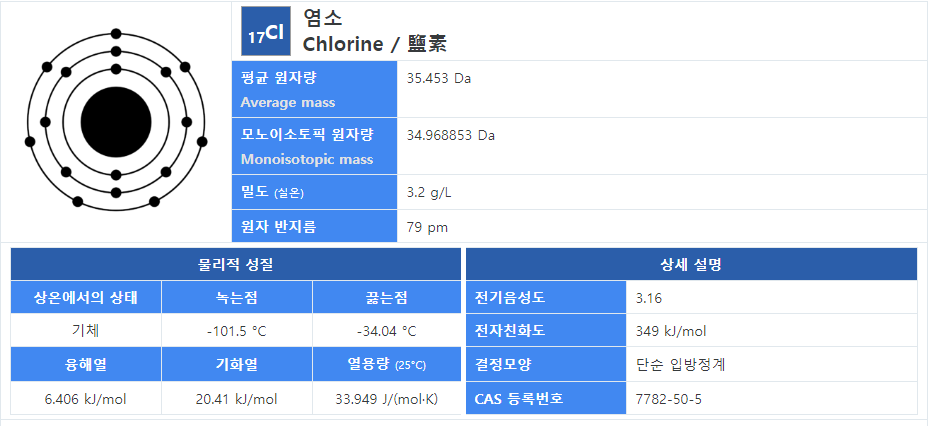 17Cl
염소
Chlorine / 鹽素
평균 원자량
Average mass
35.453 Da
모노이소토픽 원자량
Monoisotopic mass
34.968853 Da
밀도 (실온)
3.2 g/L
원자 반지름
79 pm
물리적 성질
상온에서의 상태 녹는점 끓는점
기체 -101.5 °C -34.04 °C
융해열 기화열 열용량 (25°C)
6.406 kJ/mol 20.41 kJ/mol 33.949 J/(mol·K)
상세 설명
전기음성도 3.16
전자친화도 349 kJ/mol
결정모양 단순 입방정계
CAS 등록번호 7782-50-5